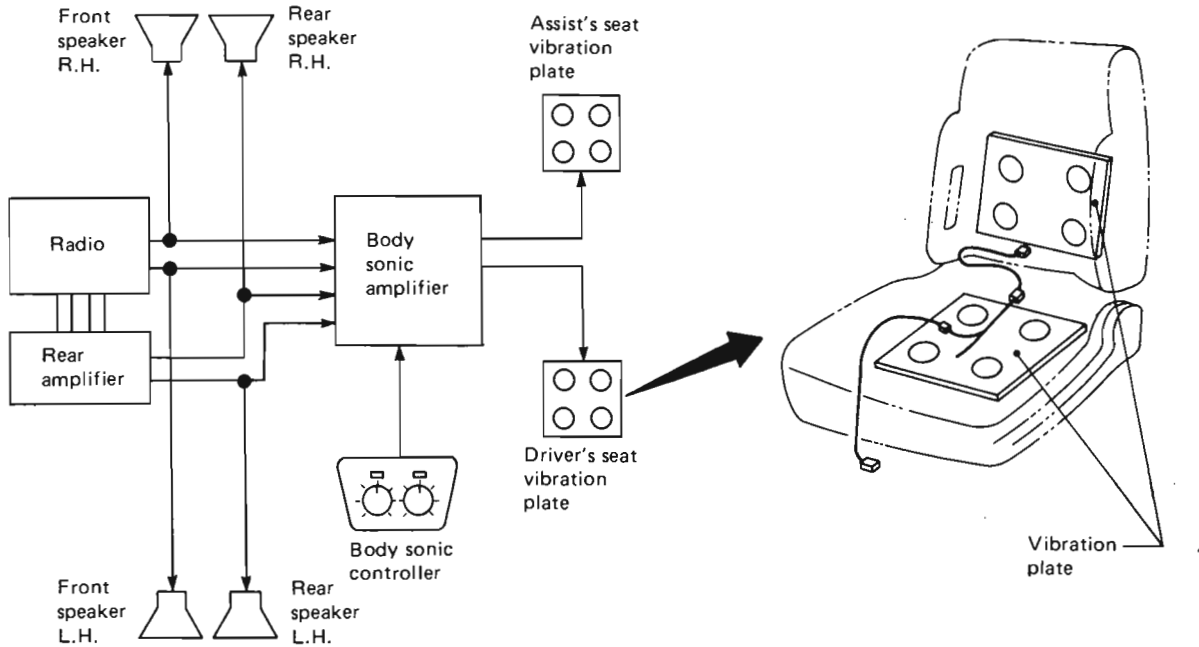 Front
speaker
R.H.
Rear
speaker
R.H.
Assist's seat
vibration
plate
Radio
Body
sonic
amplifier
Rear
amplifier
Driver's seat
vibration
plate
Body sonic
controller
Vibration
plate
Front
speaker
L.H.
Rear
speaker
L.H.